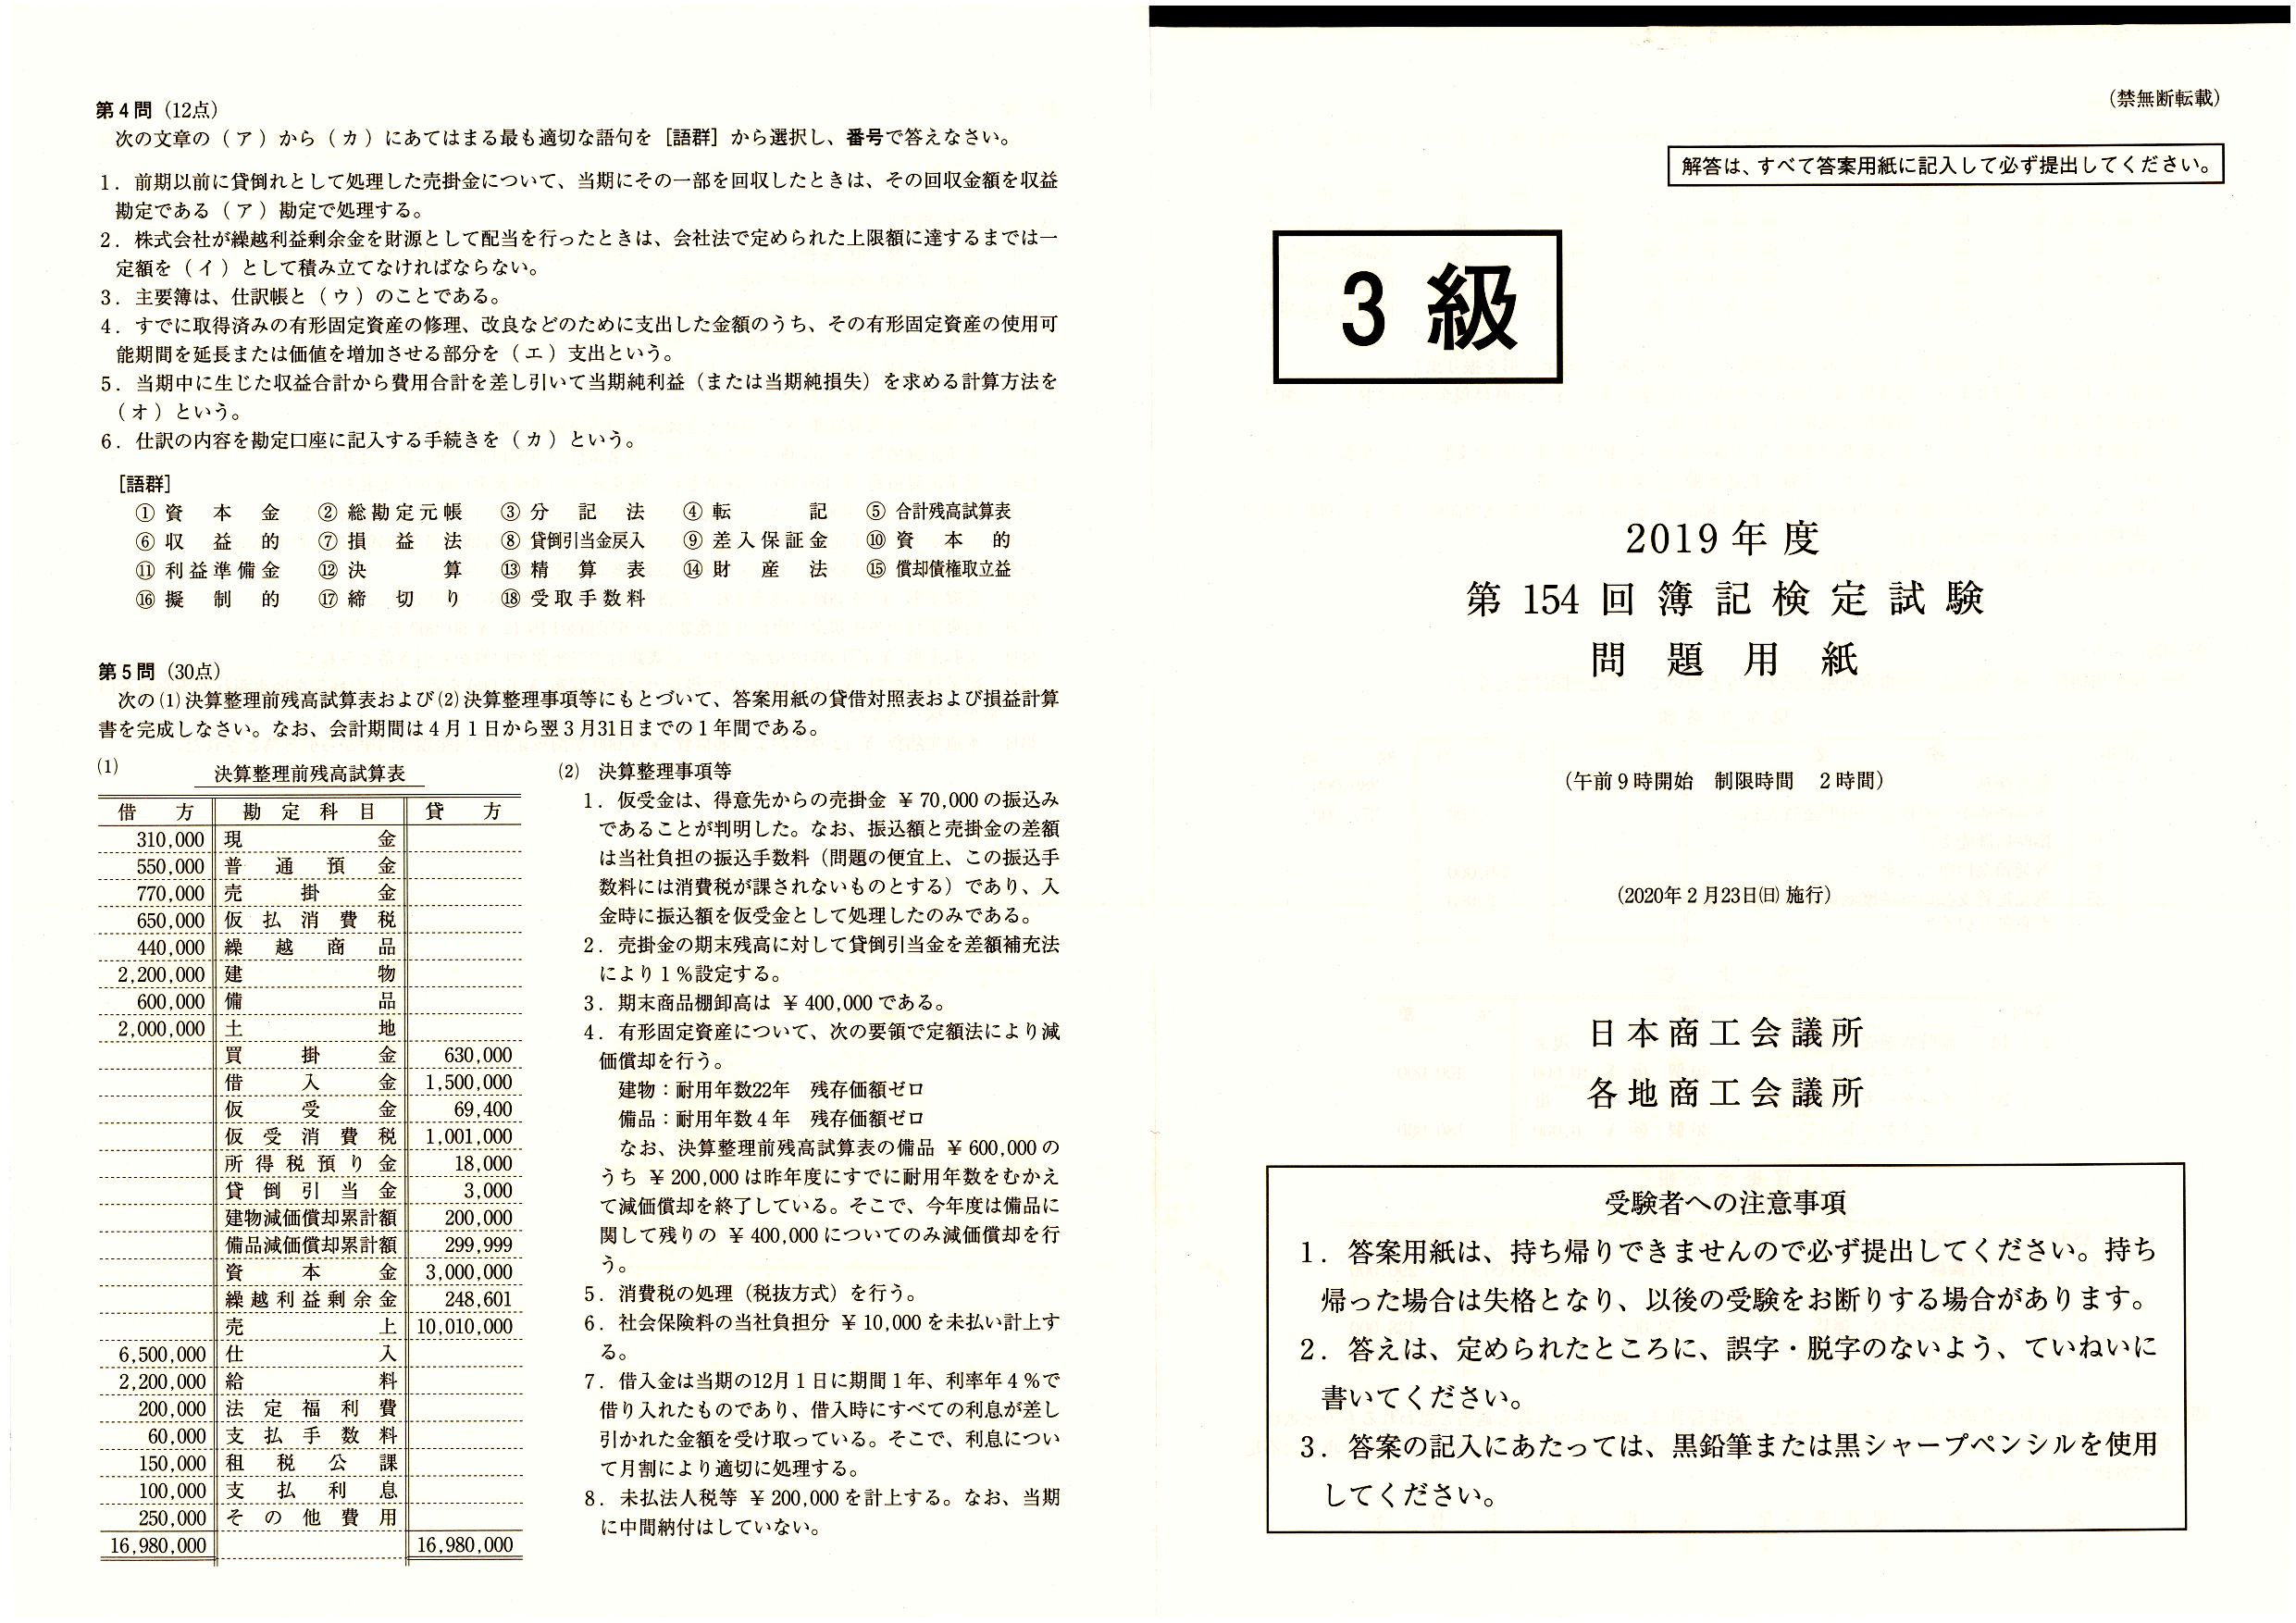 第4問（12点）
次の文章の（ ア ）から（ カ ）にあてはまる最も適切な語句を［語群］から選択し、番号で答えなさい。
1．前期以前に貸倒れとして処理した売掛金について、当期にその一部を回収したときは、その回収金額を収益
勘定である（ ア ）勘定で処理する。
2．株式会社が繰越利益剰余金を財源として配当を行ったときは、会社法で定められた上限額に達するまでは一
定額を（ イ ）として積み立てなければならない。
3．主要簿は、仕訳帳と（ ウ ）のことである。
4．すでに取得済みの有形固定資産の修理、改良などのために支出した金額のうち、その有形固定資産の使用可
能期間を延長または価値を増加させる部分を（ エ ）支出という。
5．当期中に生じた収益合計から費用合計を差し引いて当期純利益（または当期純損失）を求める計算方法を
（ オ ）という。
6．仕訳の内容を勘定口座に記入する手続きを（ カ ）という。
［語群］
① 資本金 ② 総勘定元帳 ③ 分記法 ④ 転記 ⑤ 合計残高試算表
⑥ 収益的 ⑦ 損益法 ⑧ 貸倒引当金戻入 ⑨ 差入保証金 ⑩ 資本的
⑪ 利益準備金 ⑫ 決算 ⑬ 精算表 ⑭ 財産法 ⑮ 償却債権取立益
⑯ 擬制的 ⑰ 締切り ⑱ 受取手数料
第5問（30点）
次の(1)決算整理前残高試算表および(2)決算整理事項等にもとづいて、答案用紙の貸借対照表および損益計算
書を完成しなさい。なお、会計期間は4月1日から翌3月31日までの1年間である。
(1) 決算整理前残高試算表
借方 勘定科目 貸方
310,000 現金
550,000 普通預金
770,000 売掛金
650,000 仮払消費税
440,000 繰越商品
2,200,000 建物
600,000 備品
2,000,000 土地
買掛金 630,000
借入金 1,500,000
仮受金 69,400
仮受消費税 1,001,000
所得税預り金 18,000
貸倒引当金 3,000
建物減価償却累計額 200,000
備品減価償却累計額 299,999
資本金 3,000,000
繰越利益剰余金 248,601
売上 10,010,000
6,500,000 仕入
2,200,000 給料
200,000 法定福利費
60,000 支払手数料
150,000 租税公課
100,000 支払利息
250,000 その他費用
16,980,000 16,980,000
(2) 決算整理事項等
1．仮受金は、得意先からの売掛金 ￥70,000の振込み
であることが判明した。なお、振込額と売掛金の差額
は当社負担の振込手数料（問題の便宜上、この振込手
数料には消費税が課されないものとする）であり、入
金時に振込額を仮受金として処理したのみである。
2．売掛金の期末残高に対して貸倒引当金を差額補充法
により1％設定する。
3．期末商品棚卸高は ￥400,000である。
4．有形固定資産について、次の要領で定額法により減
価償却を行う。
建物：耐用年数22年 残存価額ゼロ
備品：耐用年数4年 残存価額ゼロ
なお、決算整理前残高試算表の備品 ￥600,000の
うち ￥200,000は昨年度にすでに耐用年数をむかえ
て減価償却を終了している。そこで、今年度は備品に
関して残りの ￥400,000についてのみ減価償却を行
う。
5．消費税の処理（税抜方式）を行う。
6．社会保険料の当社負担分 ￥10,000を未払い計上す
る。
7．借入金は当期の12月1日に期間1年、利率年4％で
借り入れたものであり、借入時にすべての利息が差し
引かれた金額を受け取っている。そこで、利息につい
て月割により適切に処理する。
8．未払法人税等 ￥200,000を計上する。なお、当期
に中間納付はしていない。
（禁無断転載）
解答は、すべて答案用紙に記入して必ず提出してください。
3 級
2019年度
第154回簿記検定試験
問題用紙
（午前9時開始 制限時間 2時間）
（2020年2月23日(日)施行）
日本商工会議所
各地商工会議所
受験者への注意事項
1．答案用紙は、持ち帰りできませんので必ず提出してください。持ち
帰った場合は失格となり、以後の受験をお断りする場合があります。
2．答えは、定められたところに、誤字・脱字のないよう、ていねいに
書いてください。
3．答案の記入にあたっては、黒鉛筆または黒シャープペンシルを使用
してください。